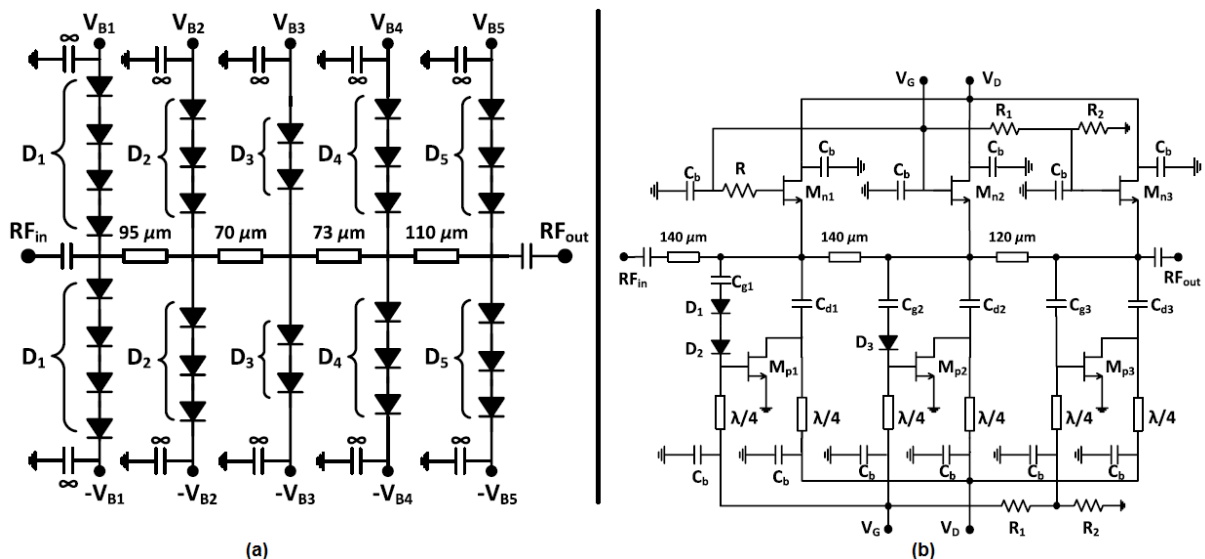 V_B1 V_B2 V_B3 V_B4 V_B5
∞ ∞ ∞ ∞ ∞
D_1 D_2 D_3 D_4 D_5
RF_in 95 µm 70 µm 73 µm 110 µm RF_out
D_1 D_2 D_3 D_4 D_5
∞ ∞ ∞ ∞ ∞
-V_B1 -V_B2 -V_B3 -V_B4 -V_B5
(a)
V_G V_D
R_1 R_2
C_b C_b C_b
C_b R M_n1 C_b M_n2 C_b M_n3
140 µm 140 µm 120 µm
RF_in RF_out
C_g1 C_d1 C_g2 C_d2 C_g3 C_d3
D_1
D_2 D_3
M_p1 M_p2 M_p3
λ/4 λ/4 λ/4 λ/4 λ/4 λ/4
C_b C_b C_b C_b C_b C_b
R_1 R_2
V_G V_D
(b)